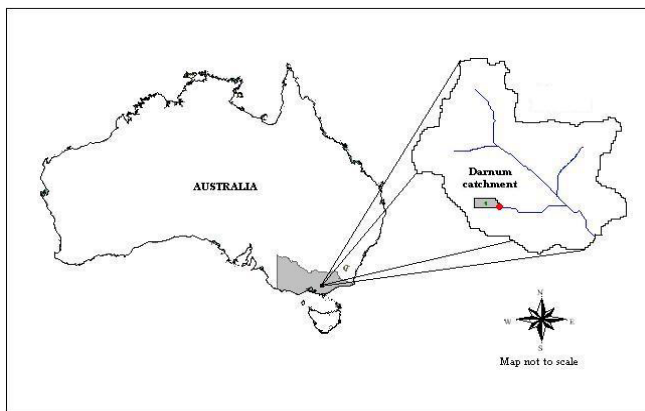 AUSTRALIA
Darnum
catchment
N
W E
S
Map not to scale